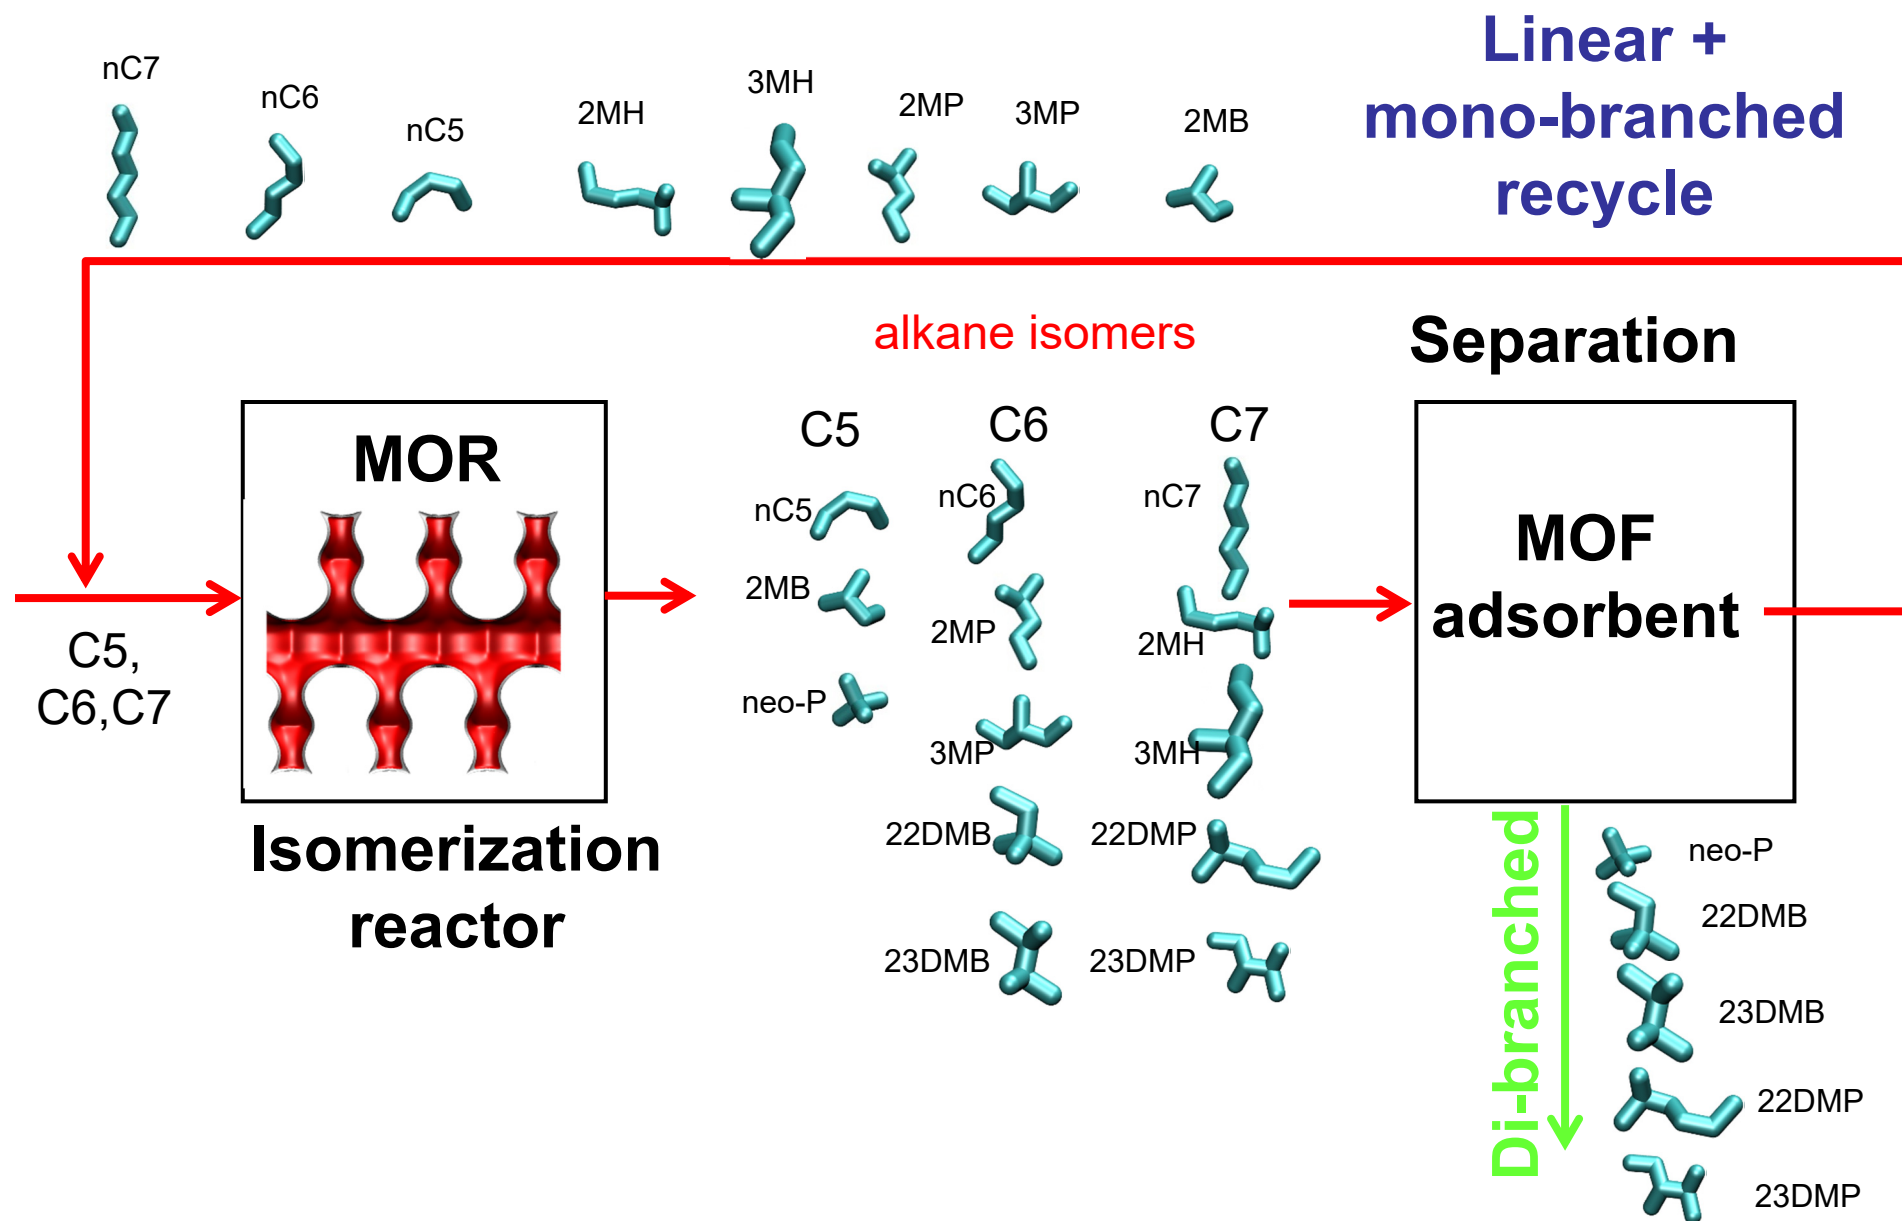 Linear +
mono-branched
recycle
nC7
nC6
nC5
2MH
3MH
2MP
3MP
2MB
alkane isomers
Separation
C5,
C6,C7
MOR
Isomerization
reactor
C5
nC5
2MB
neo-P
C6
nC6
2MP
3MP
22DMB
23DMB
C7
nC7
2MH
3MH
22DMP
23DMP
MOF
adsorbent
Di-branched
neo-P
22DMB
23DMB
22DMP
23DMP